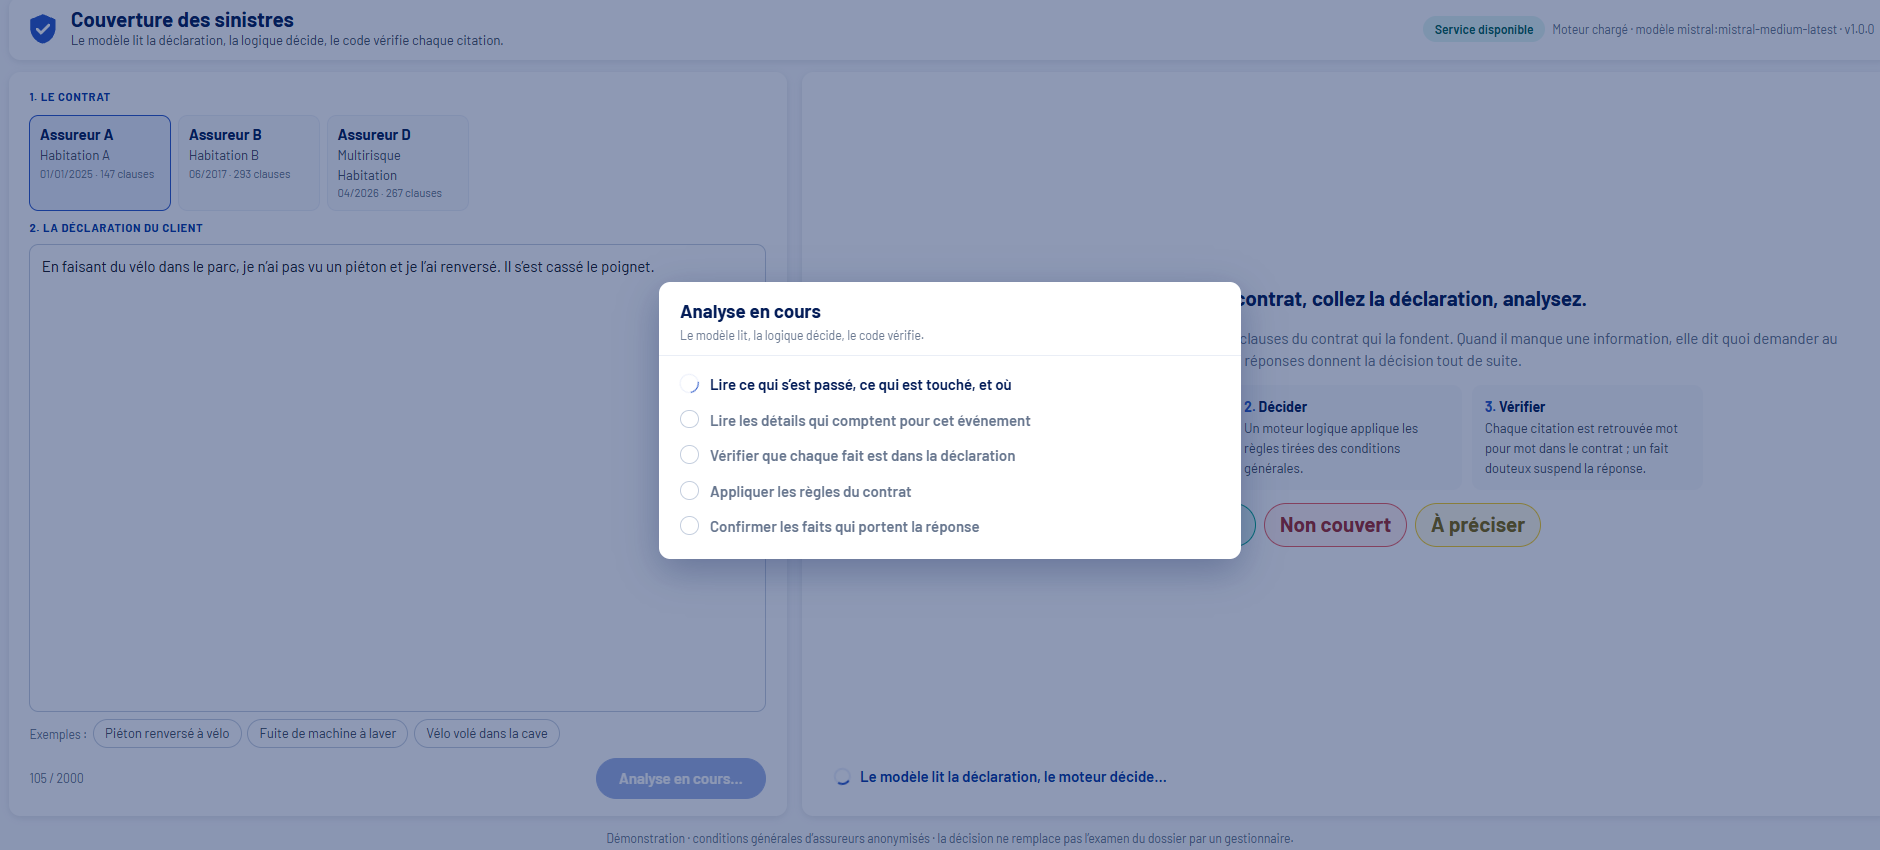 Couverture des sinistres
Le modèle lit la déclaration, la logique décide, le code vérifie chaque citation.
Service disponible
Moteur chargé · modèle mistral:mistral-medium-latest · v1.0.0
1. LE CONTRAT
Assureur A
Habitation A
01/01/2025 · 147 clauses
Assureur B
Habitation B
06/2017 · 293 clauses
Assureur D
Multirisque
Habitation
04/2026 · 267 clauses
2. LA DÉCLARATION DU CLIENT
En faisant du vélo dans le parc, je n'ai pas vu un piéton et je l'ai renversé. Il s'est cassé le poignet.
Exemples :
Piéton renversé à vélo
Fuite de machine à laver
Vélo volé dans la cave
105 / 2000
Analyse en cours...
Analyse en cours
Le modèle lit, la logique décide, le code vérifie.
Lire ce qui s'est passé, ce qui est touché, et où
Lire les détails qui comptent pour cet événement
Vérifier que chaque fait est dans la déclaration
Appliquer les règles du contrat
Confirmer les faits qui portent la réponse
contrat, collez la déclaration, analysez.
clauses du contrat qui la fondent. Quand il manque une information, elle dit quoi demander au
réponses donnent la décision tout de suite.
2. Décider
Un moteur logique applique les
règles tirées des conditions
générales.
3. Vérifier
Chaque citation est retrouvée mot
pour mot dans le contrat ; un fait
douteux suspend la réponse.
Non couvert
À préciser
Le modèle lit la déclaration, le moteur décide...
Démonstration · conditions générales d'assureurs anonymisés · la décision ne remplace pas l'examen du dossier par un gestionnaire.